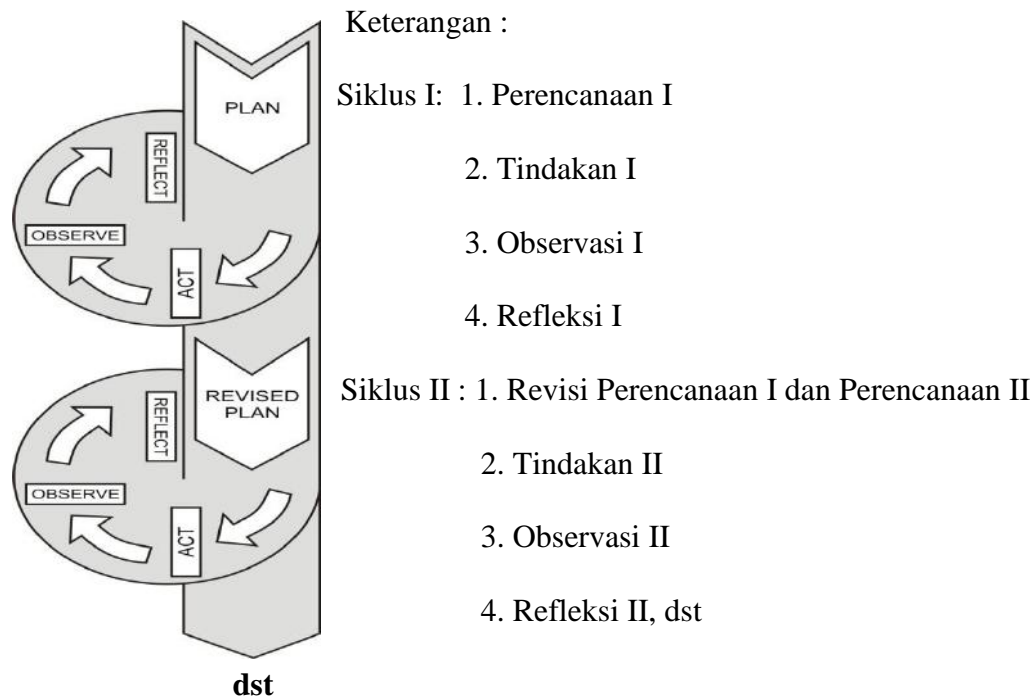 Keterangan :
PLAN
Siklus I: 1. Perencanaan I
REFLECT
2. Tindakan I
OBSERVE
3. Observasi I
ACT
4. Refleksi I
REVISED
PLAN
Siklus II : 1. Revisi Perencanaan I dan Perencanaan II
REFLECT
2. Tindakan II
OBSERVE
3. Observasi II
ACT
4. Refleksi II, dst
dst